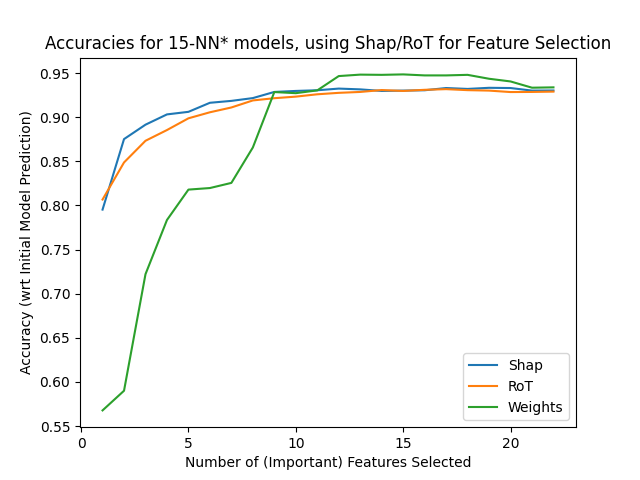 Accuracies for 15-NN* models, using Shap/RoT for Feature Selection
Accuracy (wrt Initial Model Prediction)
0.95
0.90
0.85
0.80
0.75
0.70
0.65
0.60
0.55
0
5
10
15
20
Number of (Important) Features Selected
Shap
RoT
Weights